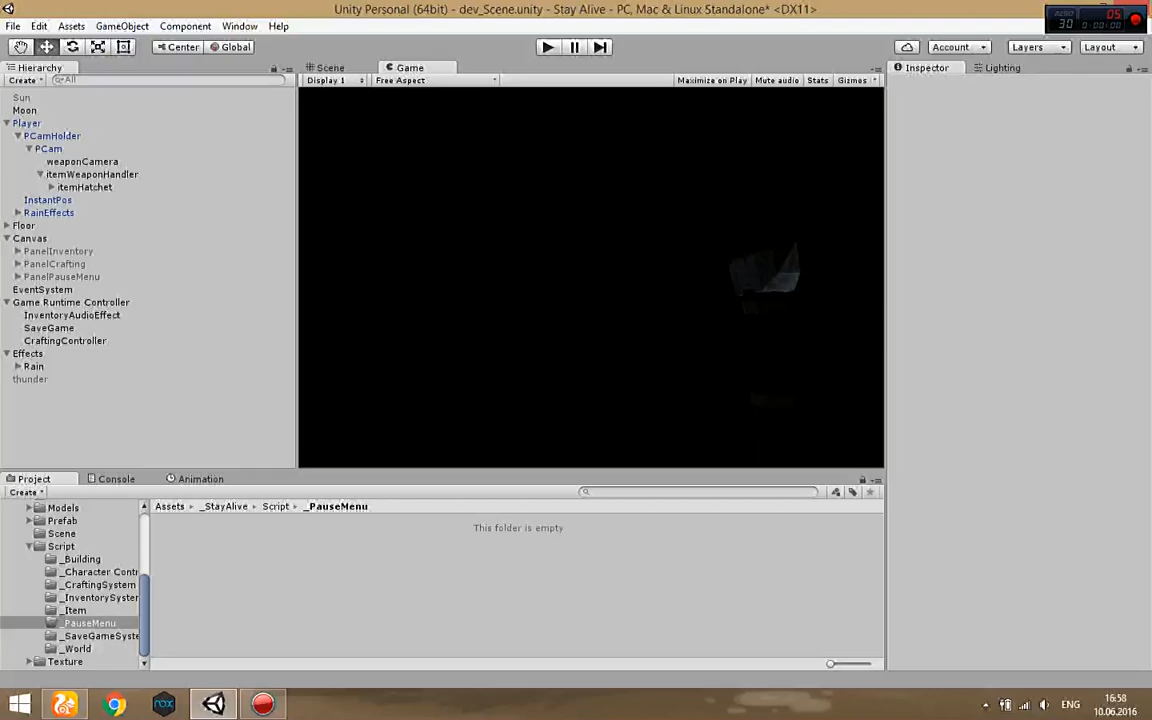 Unity Personal (64bit) - dev_Scene.unity - Stay Alive - PC, Mac & Linux Standalone* <DX11>
05
30
File Edit Assets GameObject Component Window Help
Center Global Account Layers Layout
Hierarchy Scene Game Inspector Lighting
Create All Display 1 Free Aspect Maximize on Play Mute audio Stats Gizmos
Sun
Moon
Player
PCamHolder
PCam
weaponCamera
itemWeaponHandler
itemHatchet
InstantPos
RainEffects
Floor
Canvas
PanelInventory
PanelCrafting
PanelPauseMenu
EventSystem
Game Runtime Controller
InventoryAudioEffect
SaveGame
CraftingController
Effects
Rain
thunder
Project Console Animation
Create
Models
Prefab
Scene
Script
_Building
_Character Contr
_CraftingSystem
_InventorySystem
_Item
_PauseMenu
_SaveGameSyste
_World
Texture
Assets _StayAlive Script _PauseMenu
This folder is empty
nox
ENG
16:58
10.06.2016